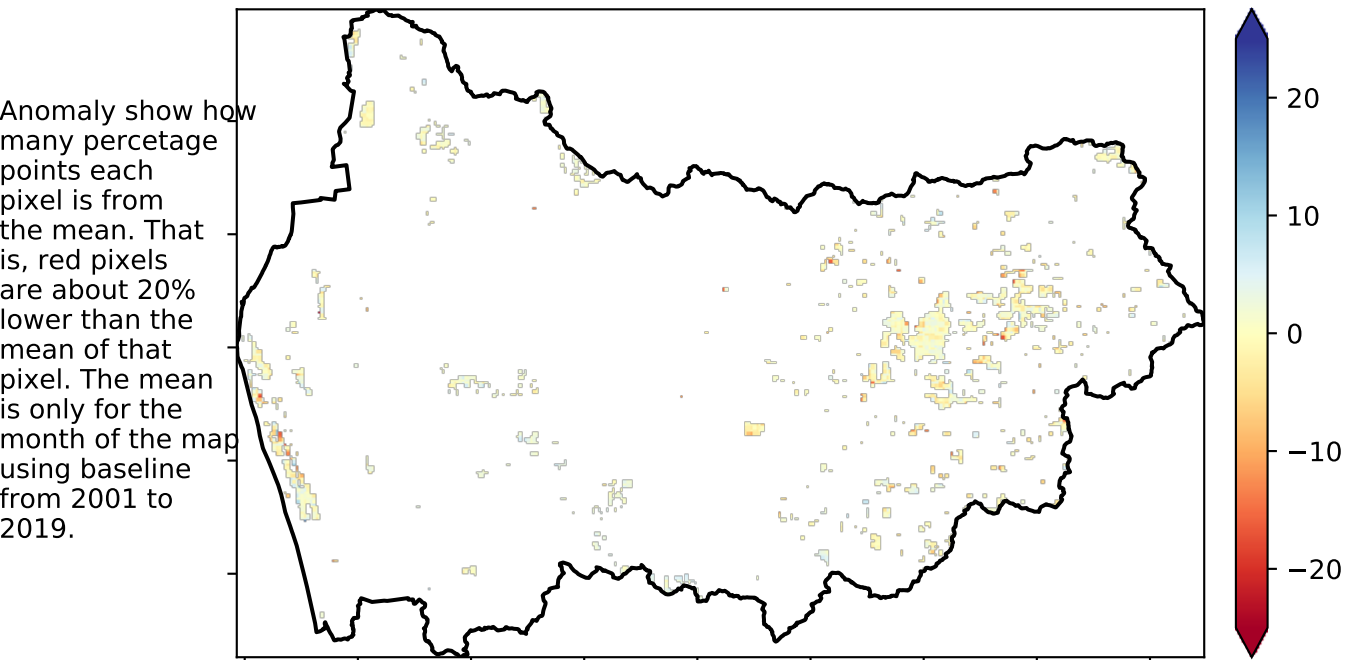 Anomaly show how
many percetage
points each
pixel is from
the mean. That
is, red pixels
are about 20%
lower than the
mean of that
pixel. The mean
is only for the
month of the map
using baseline
from 2001 to
2019.
20
10
0
−10
−20